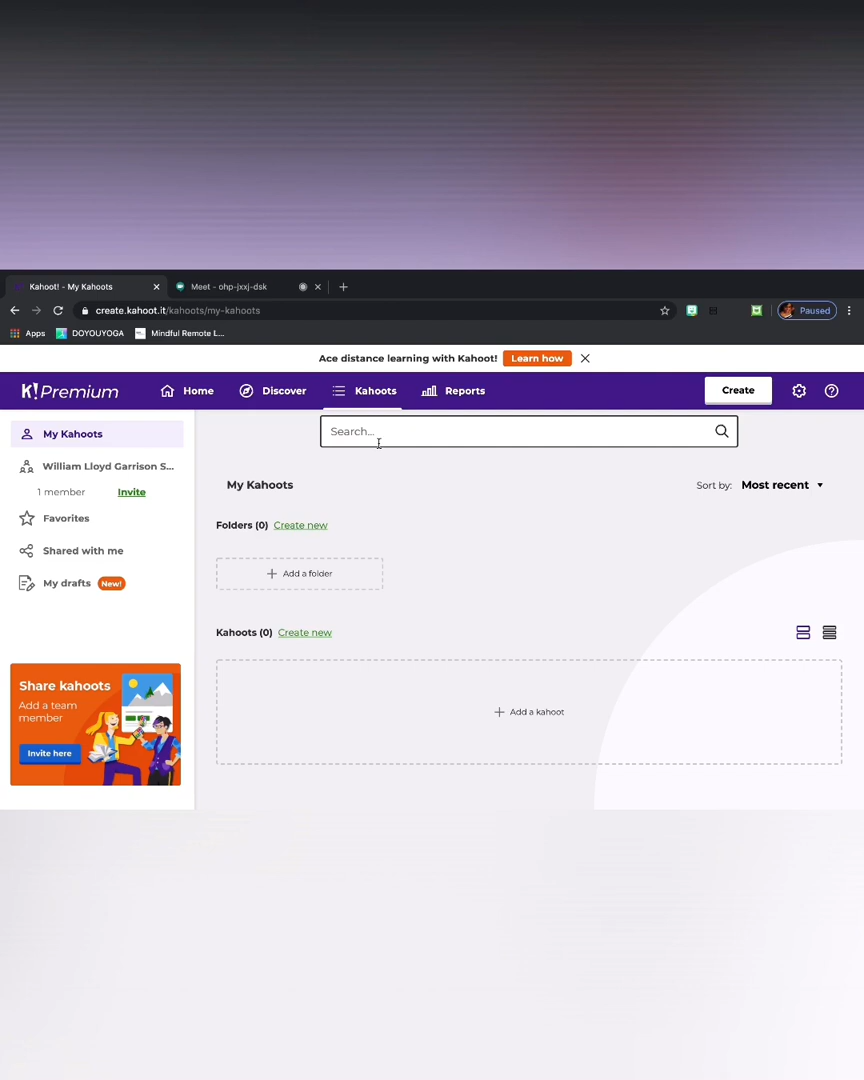 Kahoot! - My Kahoots
Meet - ohp-jxxj-dsk
create.kahoot.it/kahoots/my-kahoots
Paused
Apps
DOYOUYOGA
Mindful Remote L...
Ace distance learning with Kahoot! Learn how
K!Premium
Home
Discover
Kahoots
Reports
Create
My Kahoots
William Lloyd Garrison S...
1 member Invite
Favorites
Shared with me
My drafts New!
Share kahoots
Add a team
member
Invite here
Search...
My Kahoots
Sort by: Most recent
Folders (0) Create new
Add a folder
Kahoots (0) Create new
Add a kahoot